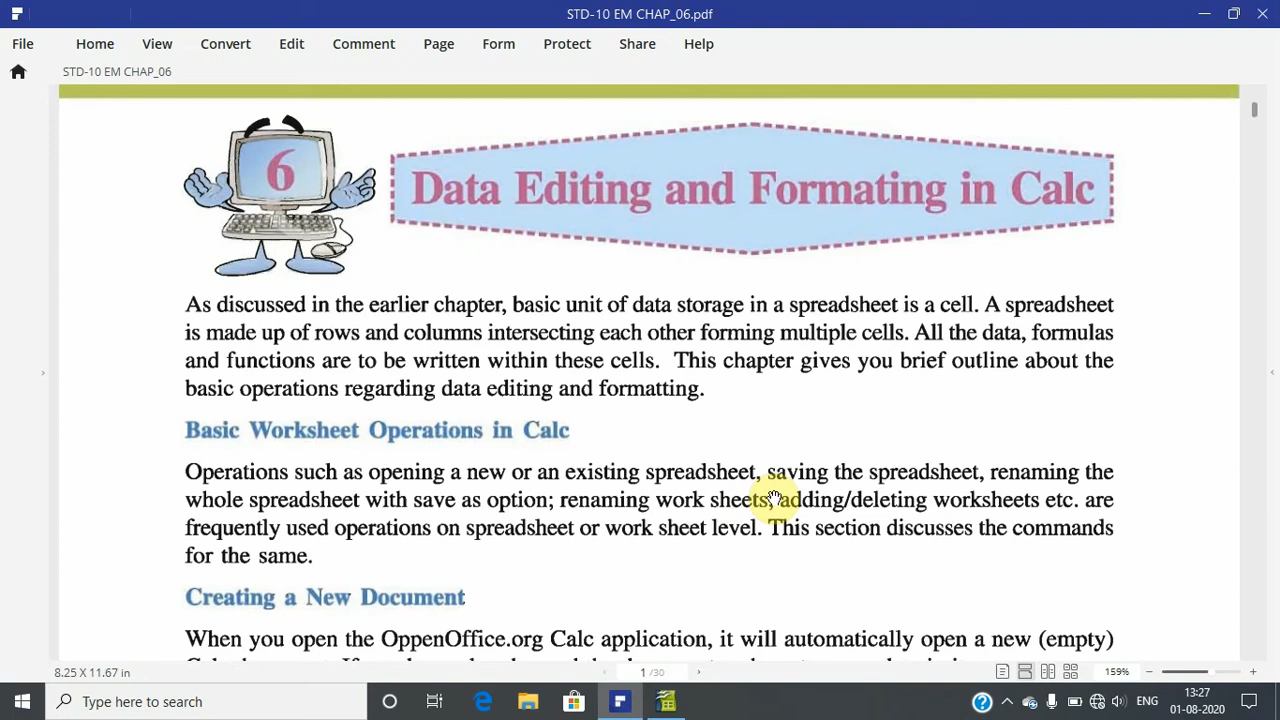 STD-10 EM CHAP_06.pdf
File Home View Convert Edit Comment Page Form Protect Share Help
STD-10 EM CHAP_06
6
Data Editing and Formating in Calc
As discussed in the earlier chapter, basic unit of data storage in a spreadsheet is a cell. A spreadsheet
is made up of rows and columns intersecting each other forming multiple cells. All the data, formulas
and functions are to be written within these cells. This chapter gives you brief outline about the
basic operations regarding data editing and formatting.
Basic Worksheet Operations in Calc
Operations such as opening a new or an existing spreadsheet, saving the spreadsheet, renaming the
whole spreadsheet with save as option; renaming work sheets, adding/deleting worksheets etc. are
frequently used operations on spreadsheet or work sheet level. This section discusses the commands
for the same.
Creating a New Document
When you open the OppenOffice.org Calc application, it will automatically open a new (empty)
8.25 X 11.67 in
1 /30
159%
Type here to search
ENG
13:27
01-08-2020